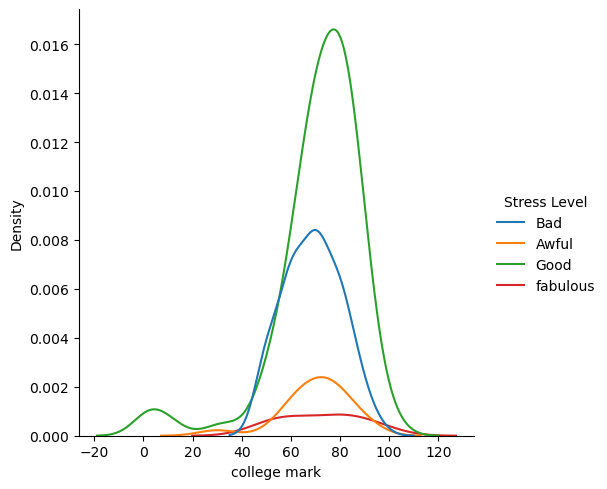 0.016
0.014
0.012
0.010
0.008
0.006
0.004
0.002
0.000
Density
−20 0 20 40 60 80 100 120
college mark
Stress Level
Bad
Awful
Good
fabulous